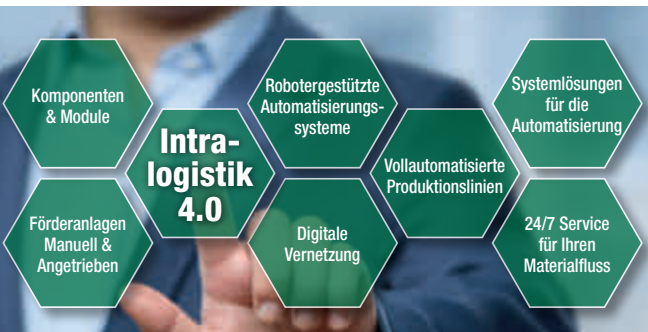 Komponenten
& Module
Intra-
logistik
4.0
Förderanlagen
Manuell &
Angetrieben
Robotergestützte
Automatisierungs-
systeme
Digitale
Vernetzung
Vollautomatisierte
Produktionslinien
Systemlösungen
für die
Automatisierung
24/7 Service
für Ihren
Materialfluss